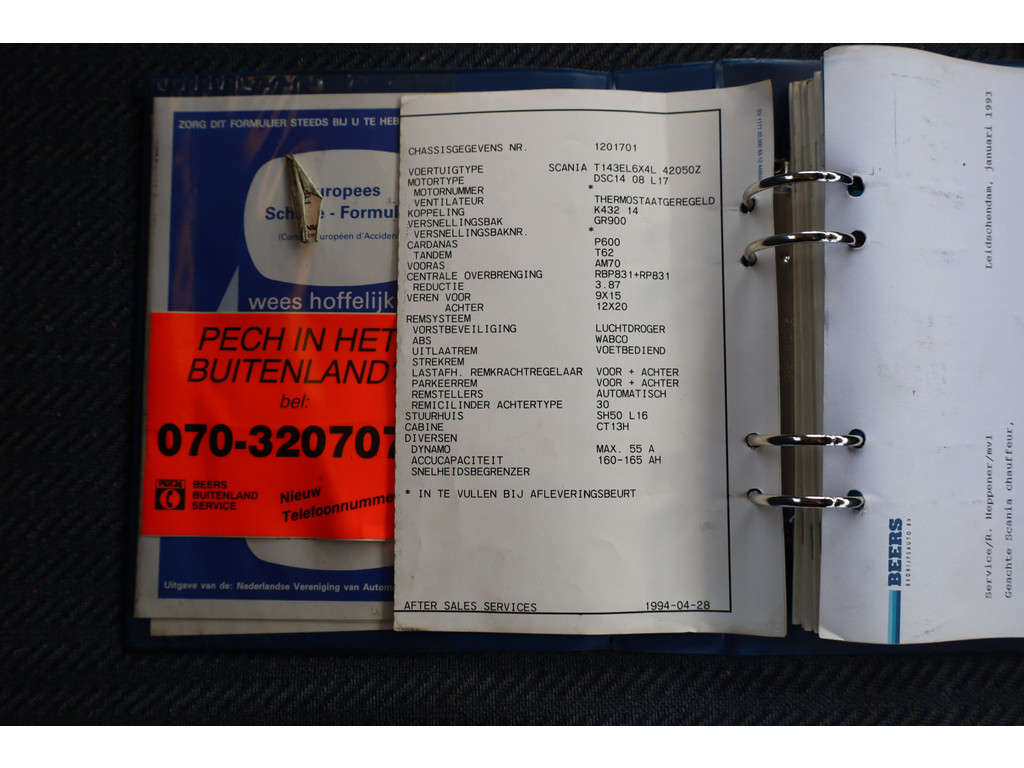 ZORG DIT FORMULIER STEEDS BIJ U TE HEB
uropees
Sch e - Formul
européen d'Acciden
wees hoffelijk
PECH IN HET
BUITENLAND
bel:
070-320707
BEERS
BUITENLAND
SERVICE
Nieuw
Telefoonnumme
Uitgave van de: Nederlandse Vereniging van Autom
CHASSISGEGEVENS NR. 1201701
VOERTUIGTYPE SCANIA T143EL6X4L 42050Z
MOTORTYPE DSC14 08 L17
MOTORNUMMER *
VENTILATEUR THERMOSTAATGEREGELD
KOPPELING K432 14
VERSNELLINGSBAK GR900
VERSNELLINGSBAKNR. *
CARDANAS P600
TANDEM T62
VOORAS AM70
CENTRALE OVERBRENGING RBP831+RP831
REDUCTIE 3.87
VEREN VOOR 9X15
ACHTER 12X20
REMSYSTEEM
VORSTBEVEILIGING LUCHTDROGER
ABS WABCO
UITLAATREM VOETBEDIEND
STREKREM
LASTAFH. REMKRACHTREGELAAR VOOR + ACHTER
PARKEERREM VOOR + ACHTER
REMSTELLERS AUTOMATISCH
REMICILINDER ACHTERTYPE 30
STUURHUIS SH50 L16
CABINE CT13H
DIVERSEN
DYNAMO MAX. 55 A
ACCUCAPACITEIT 160-165 AH
SNELHEIDSBEGRENZER
* IN TE VULLEN BIJ AFLEVERINGSBEURT
AFTER SALES SERVICES 1994-04-28
BEERS
BEDRIJFSAUTO BV
Leidschendam, januari 1993
Service/R. Heppener/mvl
Geachte Scania chauffeur,